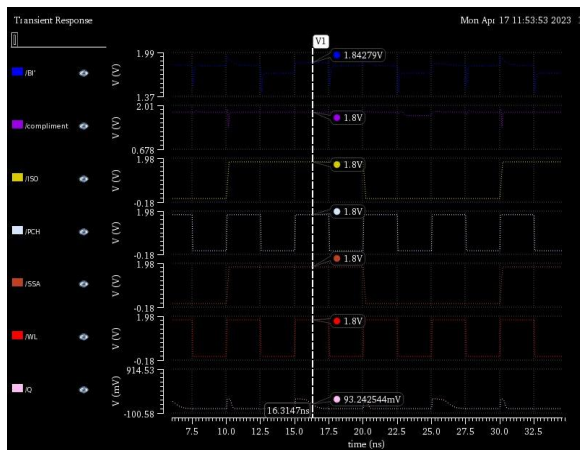 Transient Response
Mon Apr 17 11:53:53 2023
V1
1.99
1.84279V
/Bl'
V (V)
1.37
2.01
/compliment
V (V)
1.8V
0.678
1.98
/ISO
V (V)
1.8V
-0.18
1.98
/PCH
V (V)
1.8V
-0.18
1.98
1.8V
/SSA
V (V)
-0.18
1.98
/WL
V (V)
1.8V
-0.18
914.53
/Q
V (mV)
93.242544mV
-100.58
16.3147ns
7.5 10.0 12.5 15.0 17.5 20.0 22.5 25.0 27.5 30.0 32.5
time (ns)